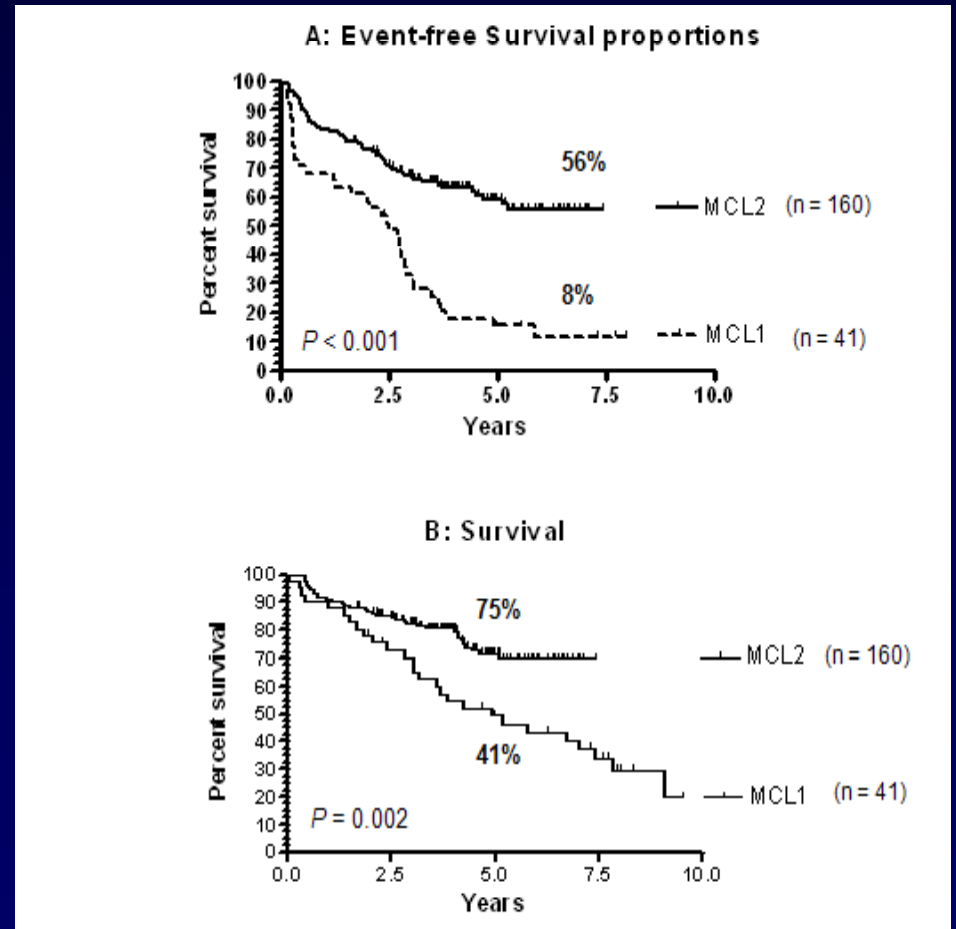 A: Event-free Survival proportions
Percent survival
100
90
80
70
60
50
40
30
20
10
0
56%
8%
P < 0.001
MCL2 (n = 160)
MCL1 (n = 41)
0.0 2.5 5.0 7.5 10.0
Years
B: Survival
Percent survival
100
90
80
70
60
50
40
30
20
10
0
75%
41%
P = 0.002
MCL2 (n = 160)
MCL1 (n = 41)
0.0 2.5 5.0 7.5 10.0
Years